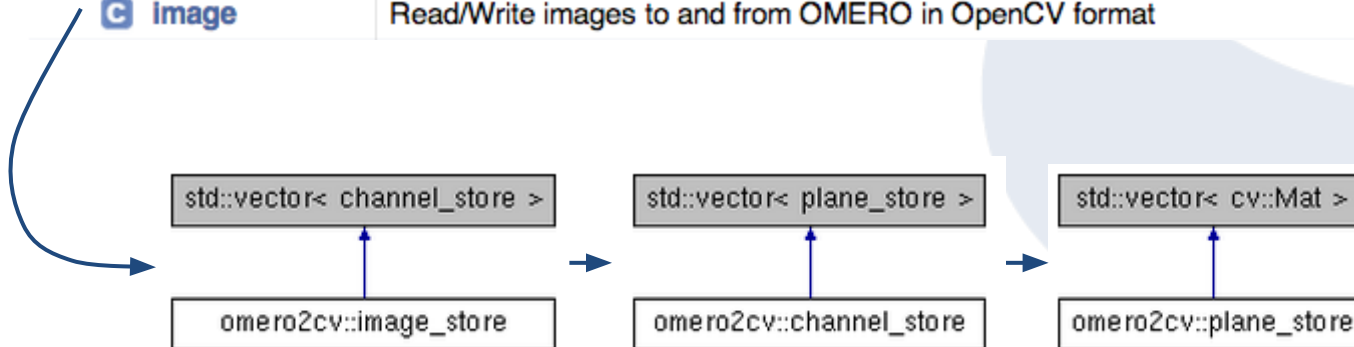 C image Read/Write images to and from OMERO in OpenCV format
std::vector< channel_store > std::vector< plane_store > std::vector< cv::Mat >
omero2cv::image_store omero2cv::channel_store omero2cv::plane_store